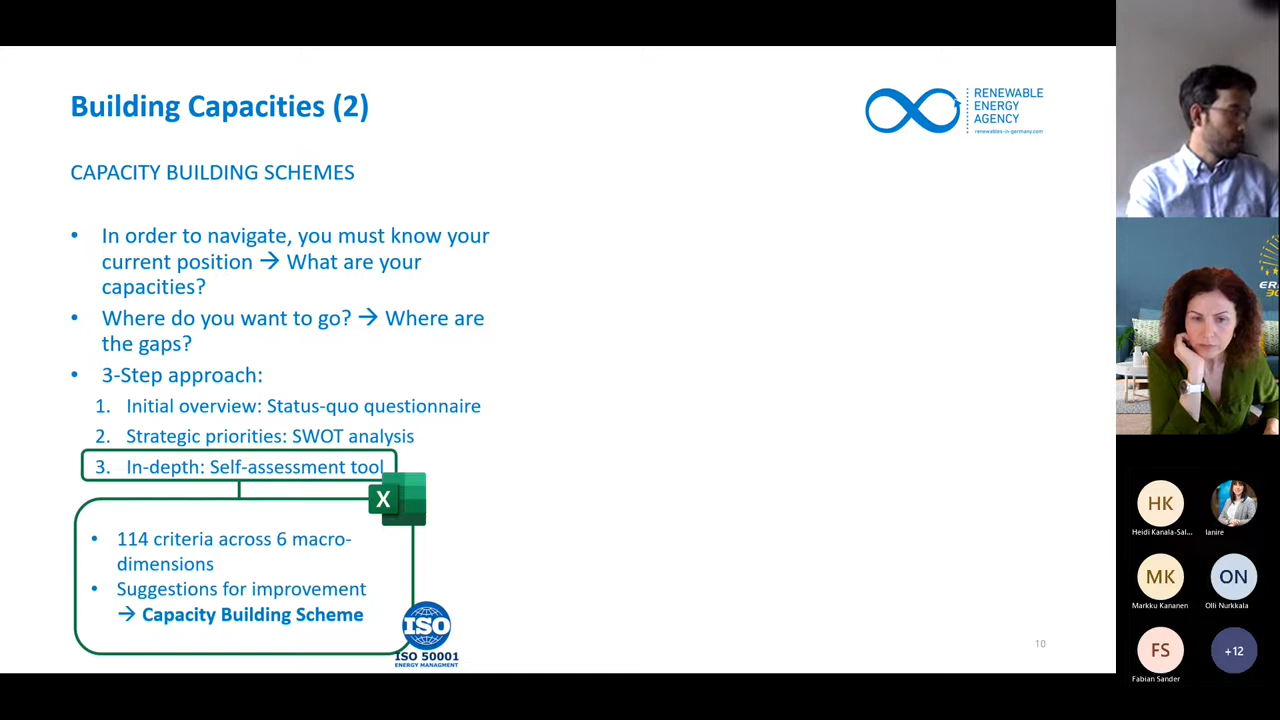 Building Capacities (2)
RENEWABLE
ENERGY
AGENCY
renewables-in-germany.com
CAPACITY BUILDING SCHEMES
• In order to navigate, you must know your
current position → What are your
capacities?
• Where do you want to go? → Where are
the gaps?
• 3-Step approach:
1. Initial overview: Status-quo questionnaire
2. Strategic priorities: SWOT analysis
3. In-depth: Self-assessment tool
X
• 114 criteria across 6 macro-
dimensions
• Suggestions for improvement
→ Capacity Building Scheme
ISO
ISO 50001
ENERGY MANAGMENT
10
HK
Heidi Kanala-Sal...
Ianire
MK
Markku Kananen
ON
Olli Nurkkala
FS
Fabian Sander
+12